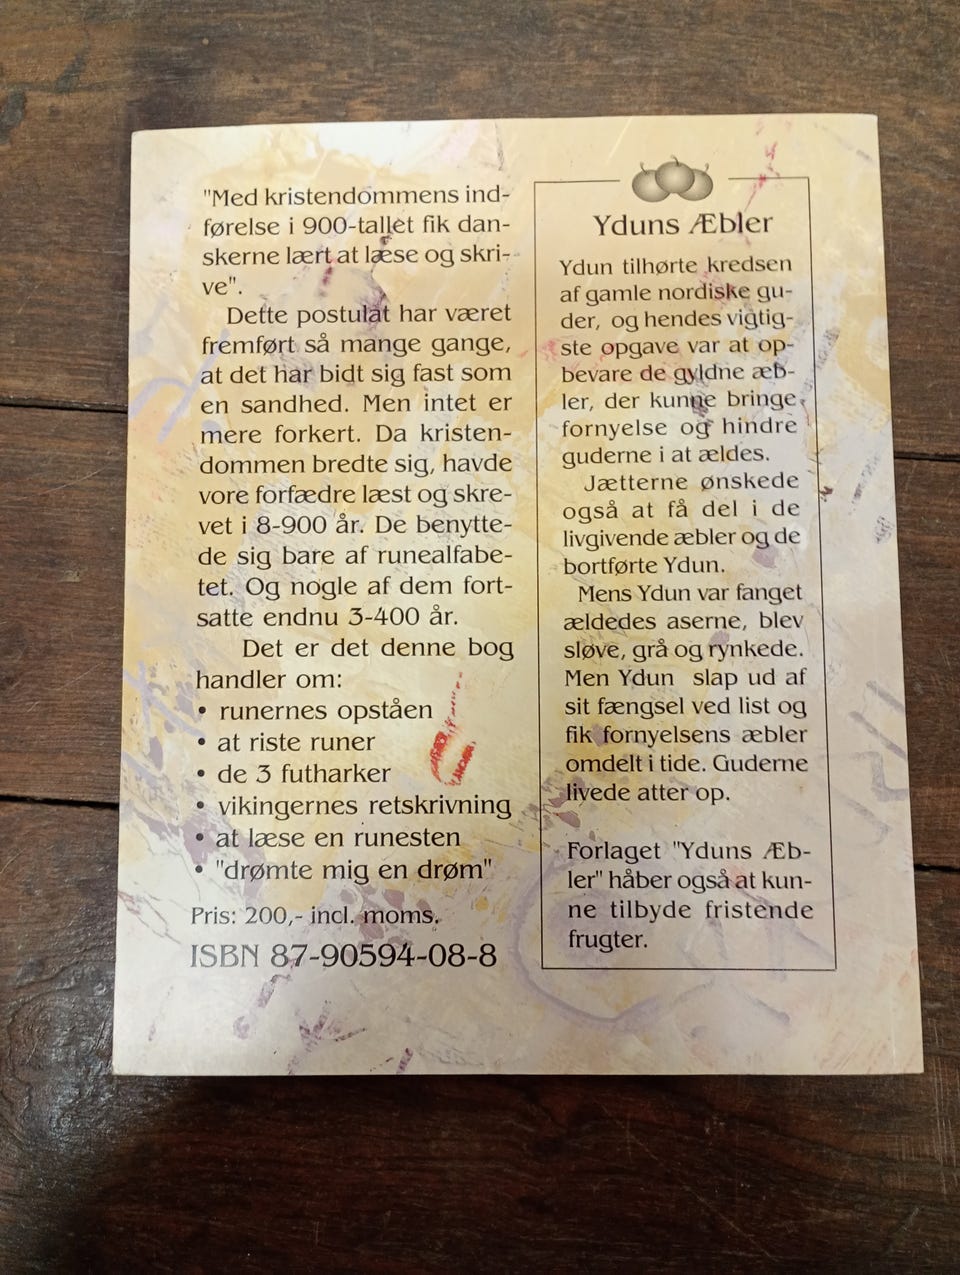 "Med kristendommens ind-
førelse i 900-tallet fik dan-
skerne lært at læse og skri-
ve".
Dette postulat har været
fremført så mange gange,
at det har bidt sig fast som
en sandhed. Men intet er
mere forkert. Da kristen-
dommen bredte sig, havde
vore forfædre læst og skre-
vet i 8-900 år. De benytte-
de sig bare af runealfabe-
tet. Og nogle af dem fort-
satte endnu 3-400 år.
Det er det denne bog
handler om:
• runernes opståen
• at riste runer
• de 3 futharker
• vikingernes retskrivning
• at læse en runesten
• "drømte mig en drøm"
Pris: 200,- incl. moms.
ISBN 87-90594-08-8
Yduns Æbler
Ydun tilhørte kredsen
af gamle nordiske gu-
der, og hendes vigtig-
ste opgave var at op-
bevare de gyldne æb-
ler, der kunne bringe
fornyelse og hindre
guderne i at ældes.
Jætterne ønskede
også at få del i de
livgivende æbler og de
bortførte Ydun.
Mens Ydun var fanget
ældedes aserne, blev
sløve, grå og rynkede.
Men Ydun slap ud af
sit fængsel ved list og
fik fornyelsens æbler
omdelt i tide. Guderne
livede atter op.
Forlaget "Yduns Æb-
ler" håber også at kun-
ne tilbyde fristende
frugter.